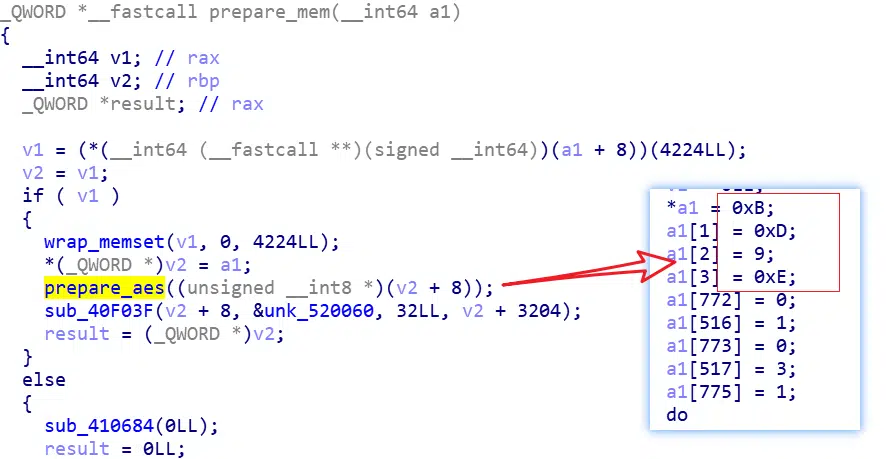 _QWORD *__fastcall prepare_mem(__int64 a1)
{
__int64 v1; // rax
__int64 v2; // rbp
_QWORD *result; // rax
v1 = (*(__int64 (__fastcall **)(signed __int64))(a1 + 8))(4224LL);
v2 = v1;
if ( v1 )
{
wrap_memset(v1, 0, 4224LL);
*(_QWORD *)v2 = a1;
prepare_aes((unsigned __int8 *)(v2 + 8));
sub_40F03F(v2 + 8, &unk_520060, 32LL, v2 + 3204);
result = (_QWORD *)v2;
}
else
{
sub_410684(0LL);
result = 0LL;
*a1 = 0xB;
a1[1] = 0xD;
a1[2] = 9;
a1[3] = 0xE;
a1[772] = 0;
a1[516] = 1;
a1[773] = 0;
a1[517] = 3;
a1[775] = 1;
do